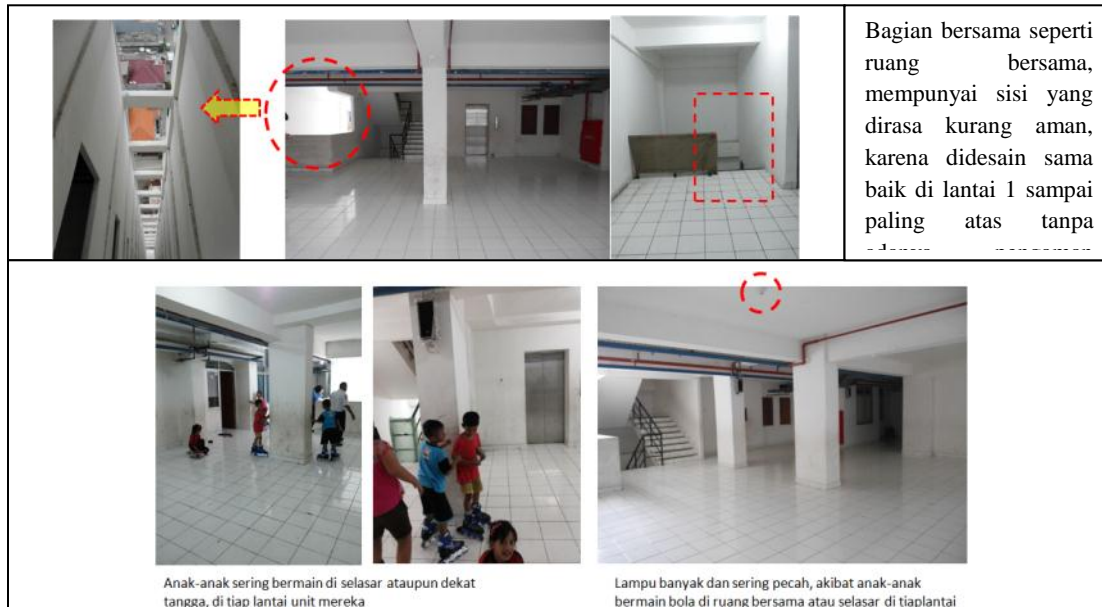 Bagian bersama seperti
ruang bersama,
mempunyai sisi yang
dirasa kurang aman,
karena didesain sama
baik di lantai 1 sampai
paling atas tanpa
Anak-anak sering bermain di selasar ataupun dekat
tangga, di tiap lantai unit mereka
Lampu banyak dan sering pecah, akibat anak-anak
bermain bola di ruang bersama atau selasar di tiaplantai